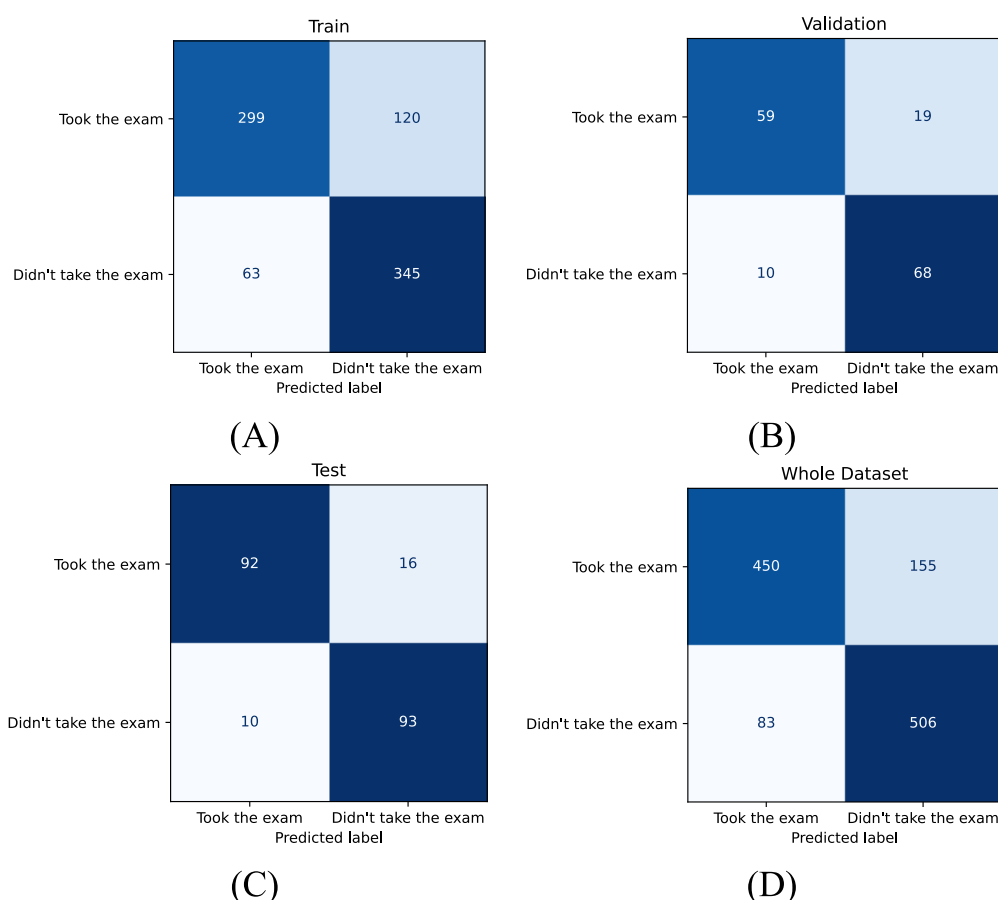 Train
Took the exam
299
120
Didn't take the exam
63
345
Took the exam
Didn't take the exam
Predicted label
(A)
Validation
Took the exam
59
19
Didn't take the exam
10
68
Took the exam
Didn't take the exam
Predicted label
(B)
Test
Took the exam
92
16
Didn't take the exam
10
93
Took the exam
Didn't take the exam
Predicted label
(C)
Whole Dataset
Took the exam
450
155
Didn't take the exam
83
506
Took the exam
Didn't take the exam
Predicted label
(D)